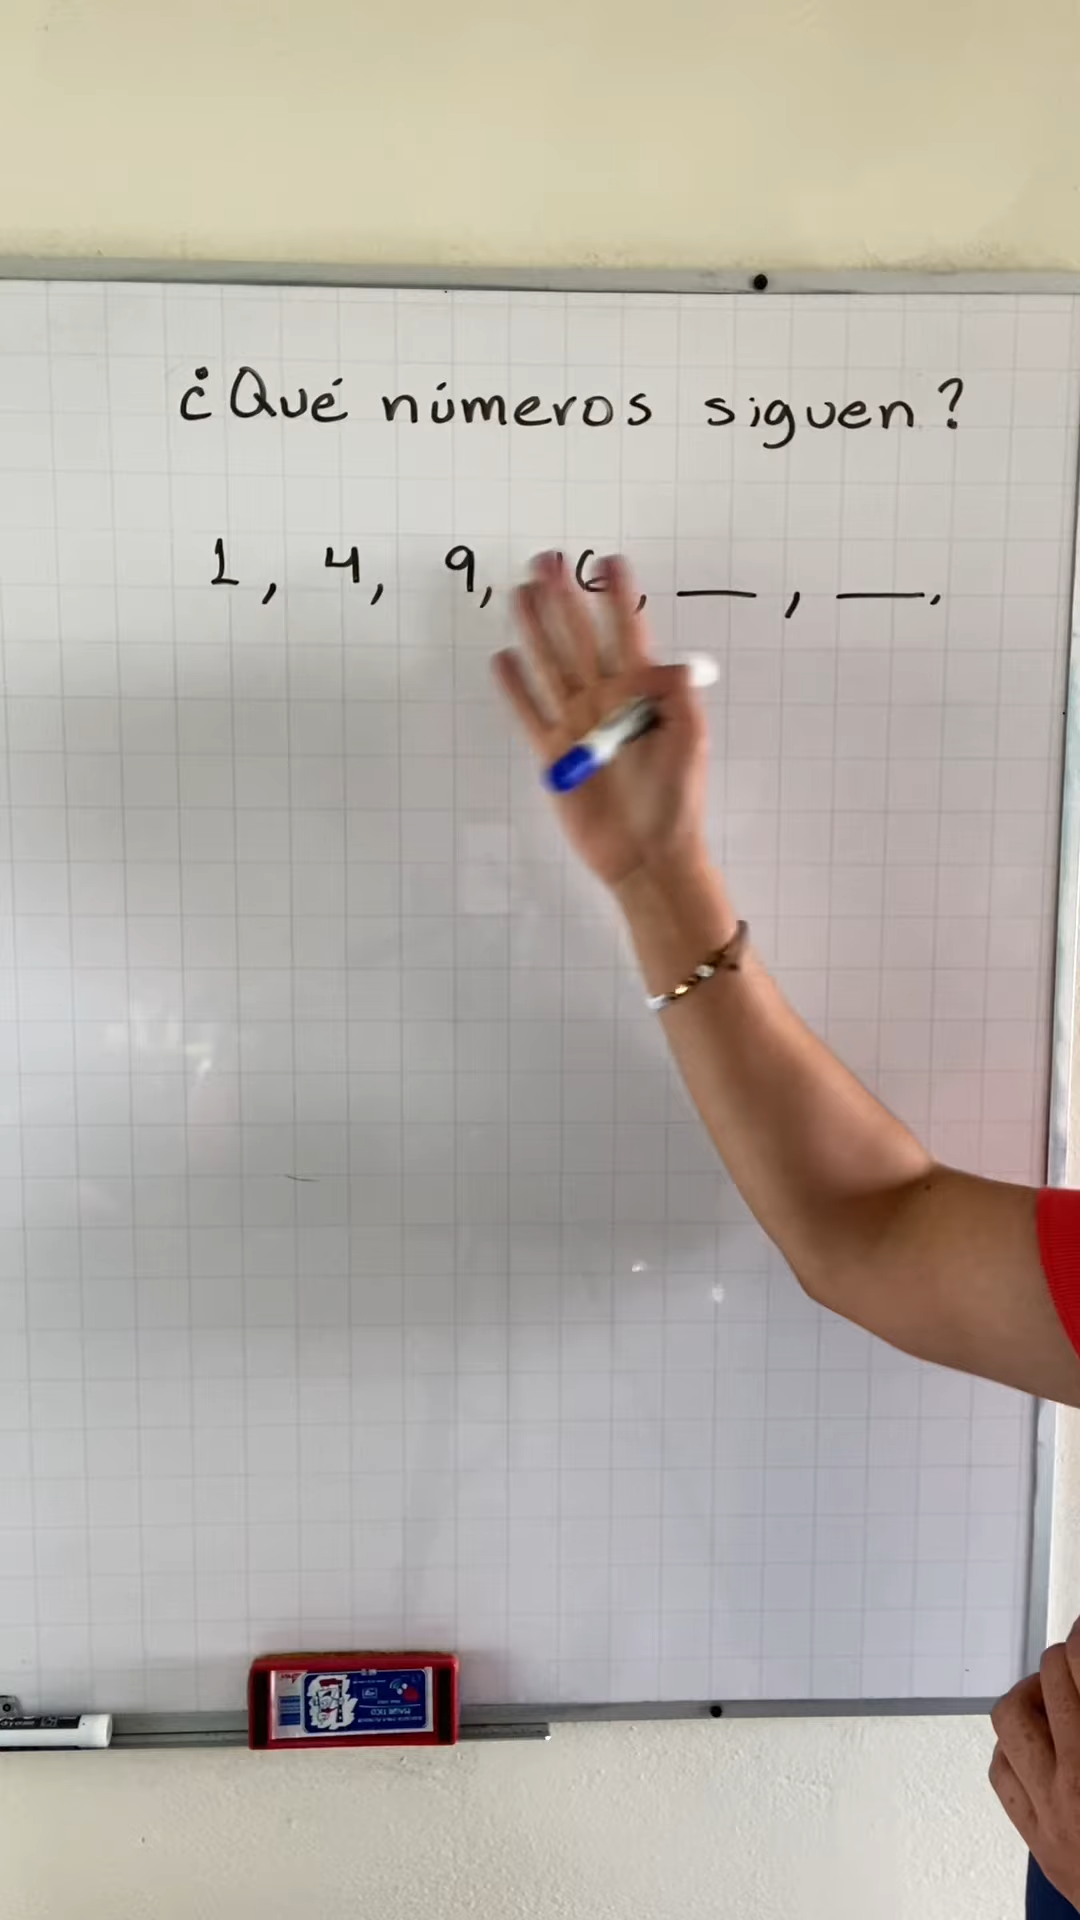 ¿Qué números siguen?
1, 4, 9, 16, __, __.